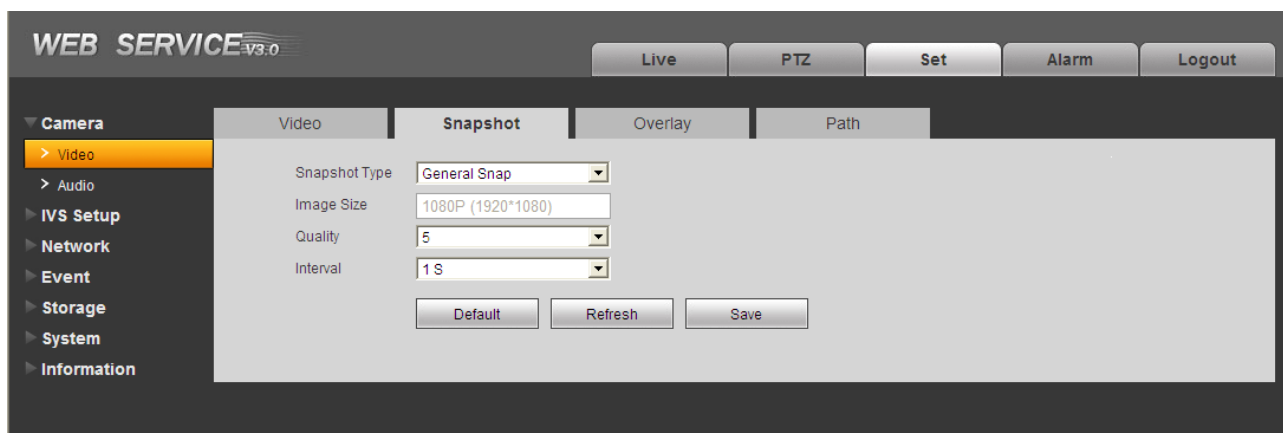 WEB SERVICE V3.0
Live PTZ Set Alarm Logout
Camera
> Video
> Audio
IVS Setup
Network
Event
Storage
System
Information
Video Snapshot Overlay Path
Snapshot Type General Snap
Image Size 1080P (1920*1080)
Quality 5
Interval 1 S
Default Refresh Save